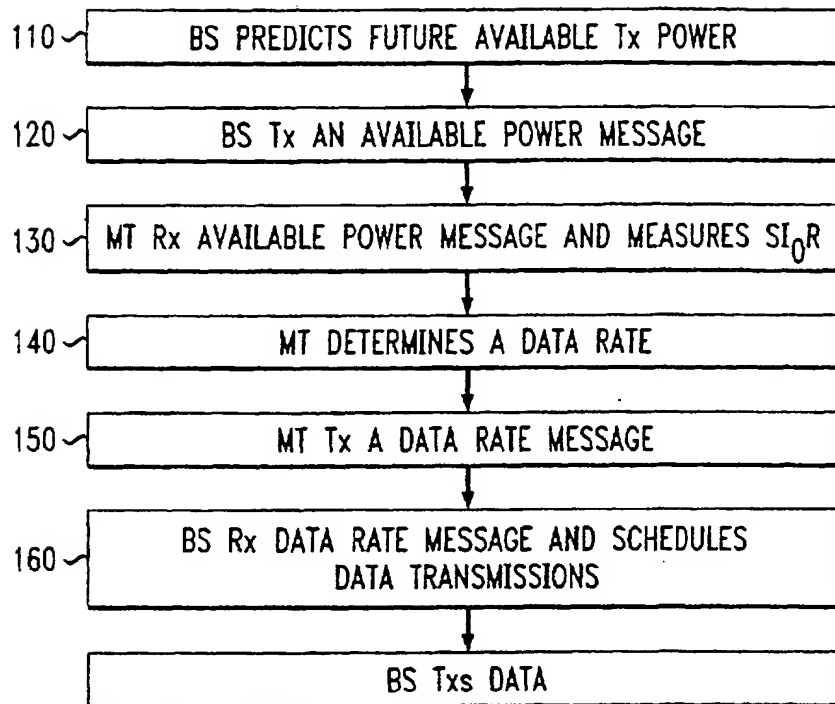 110 BS PREDICTS FUTURE AVAILABLE Tx POWER
120 BS Tx AN AVAILABLE POWER MESSAGE
130 MT Rx AVAILABLE POWER MESSAGE AND MEASURES SI₀R
140 MT DETERMINES A DATA RATE
150 MT Tx A DATA RATE MESSAGE
160 BS Rx DATA RATE MESSAGE AND SCHEDULES
DATA TRANSMISSIONS
BS Txs DATA